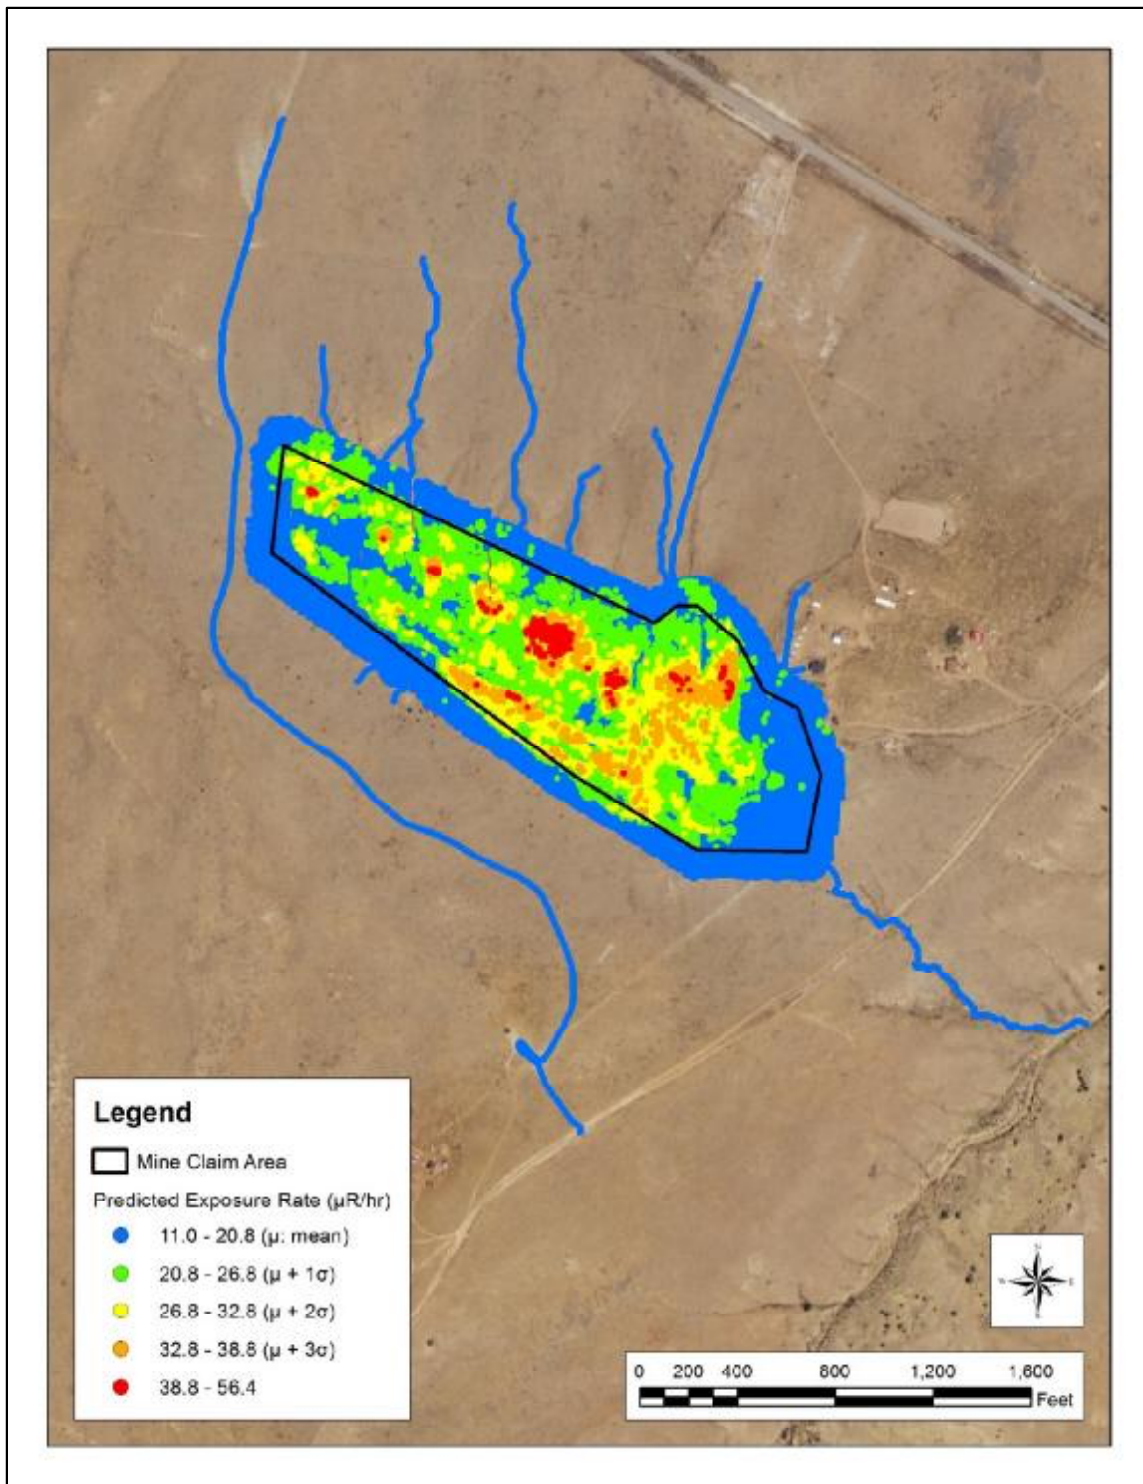 Legend
Mine Claim Area
Predicted Exposure Rate (µR/hr)
11.0 - 20.8 (µ: mean)
20.8 - 26.8 (µ + 1σ)
26.8 - 32.8 (µ + 2σ)
32.8 - 38.8 (µ + 3σ)
38.8 - 56.4
N
W
E
S
0 200 400 800 1,200 1,600
Feet